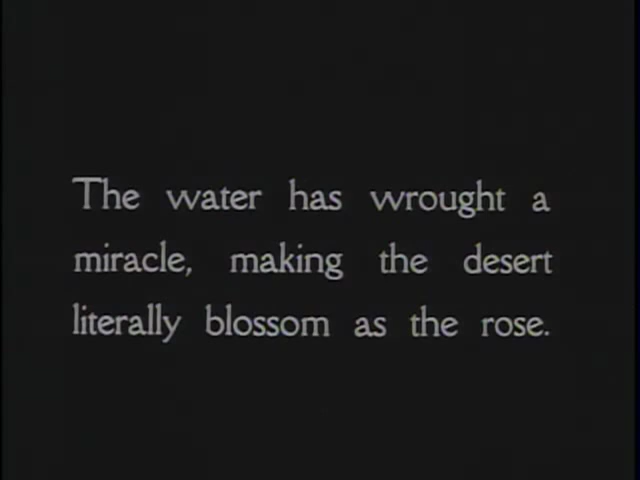 The water has wrought a
miracle, making the desert
literally blossom as the rose.